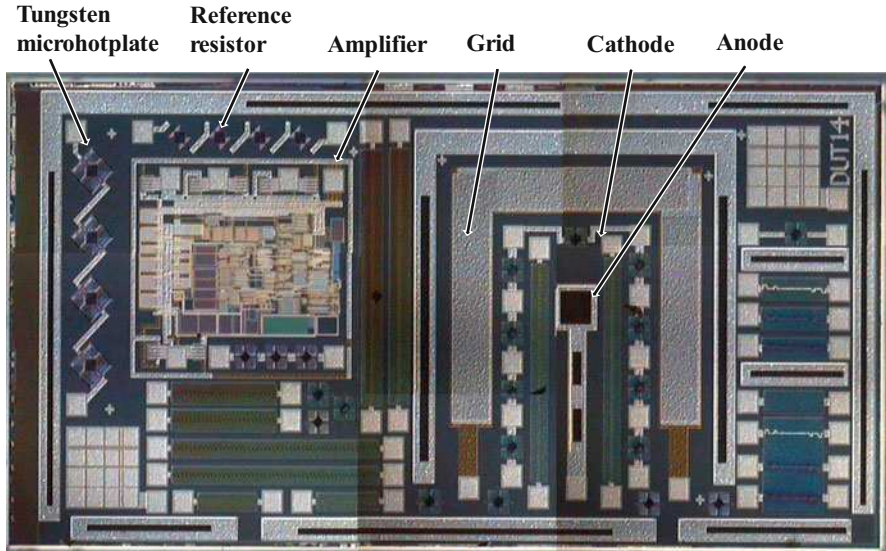 Tungsten
microhotplate
Reference
resistor
Amplifier
Grid
Cathode
Anode
DUT14